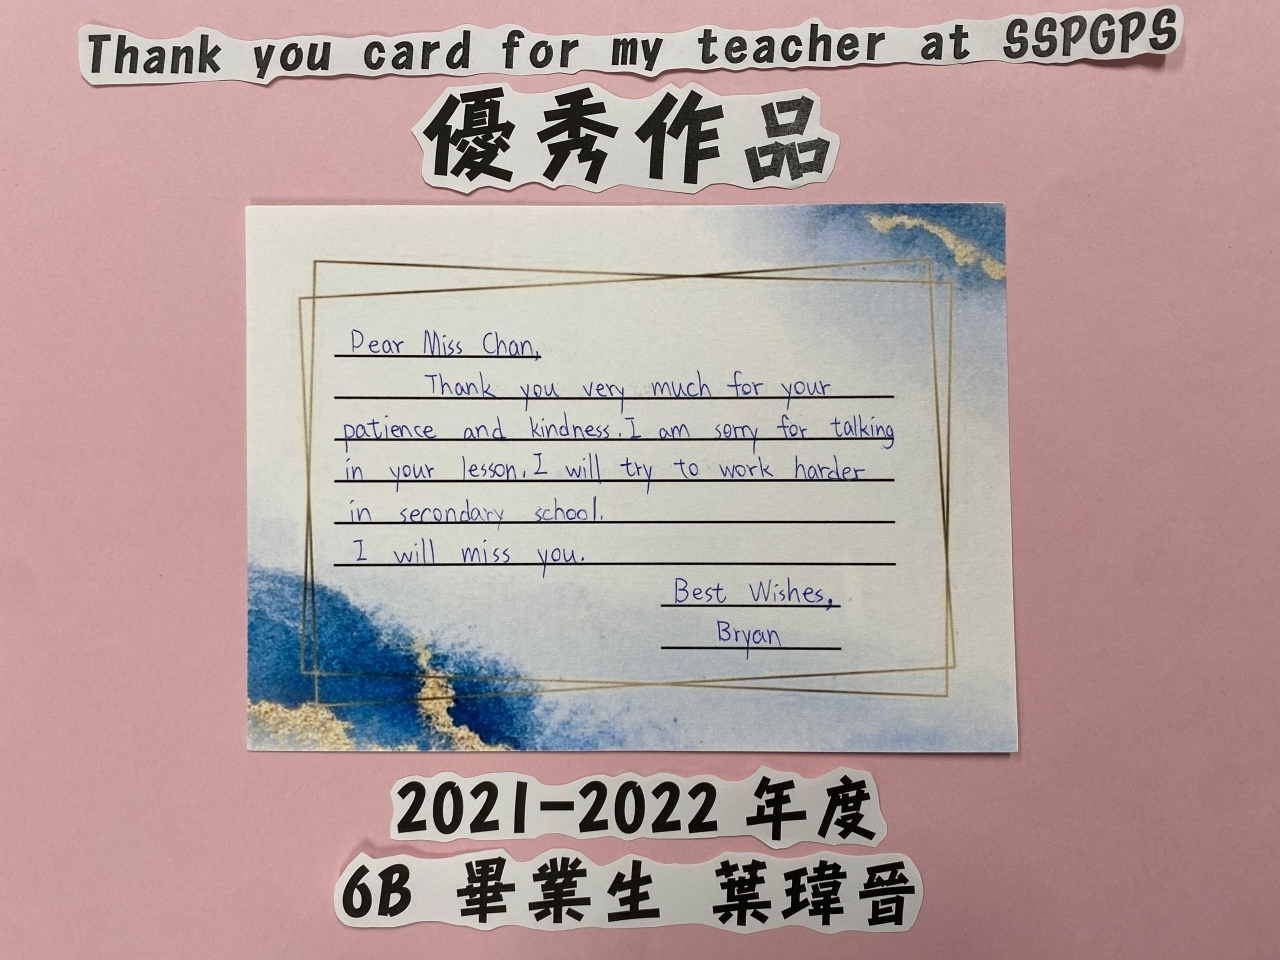 Thank you card for my teacher at SSPGPS
優秀作品
Dear Miss Chan,
Thank you very much for your
patience and kindness. I am sorry for talking
in your lesson. I will try to work harder
in secondary school.
I will miss you.
Best Wishes,
Bryan
2021-2022 年度
6B 畢業生 葉瑋晉